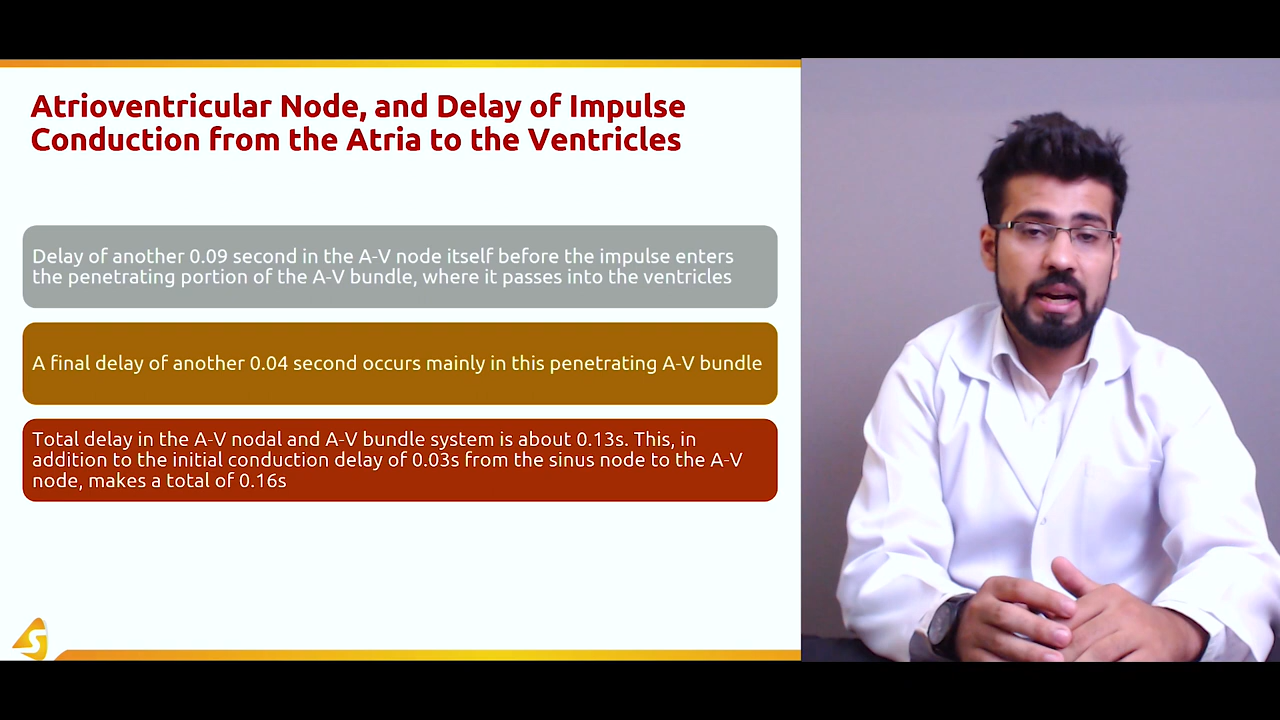 Atrioventricular Node, and Delay of Impulse
Conduction from the Atria to the Ventricles
Delay of another 0.09 second in the A-V node itself before the impulse enters
the penetrating portion of the A-V bundle, where it passes into the ventricles
A final delay of another 0.04 second occurs mainly in this penetrating A-V bundle
Total delay in the A-V nodal and A-V bundle system is about 0.13s. This, in
addition to the initial conduction delay of 0.03s from the sinus node to the A-V
node, makes a total of 0.16s